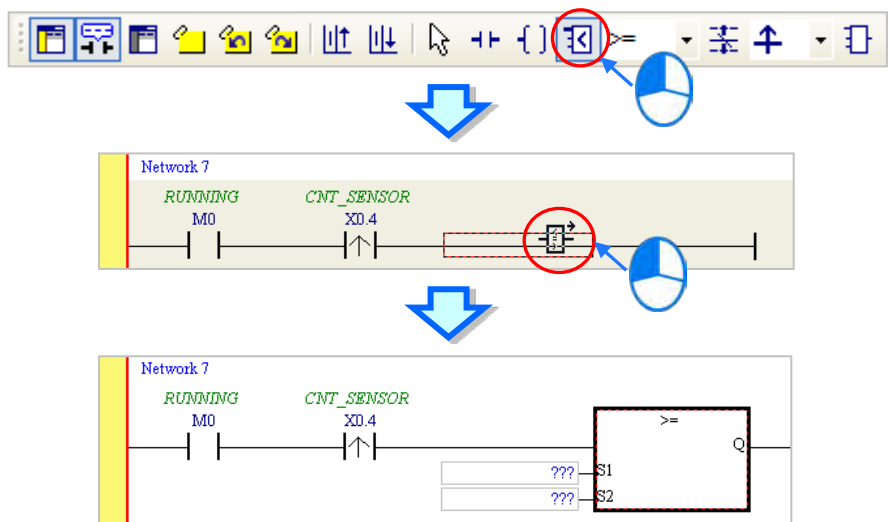 >=
Network 7
RUNNING CNT_SENSOR
M0 X0.4
Network 7
RUNNING CNT_SENSOR
M0 X0.4 >=
Q
??? S1
??? S2